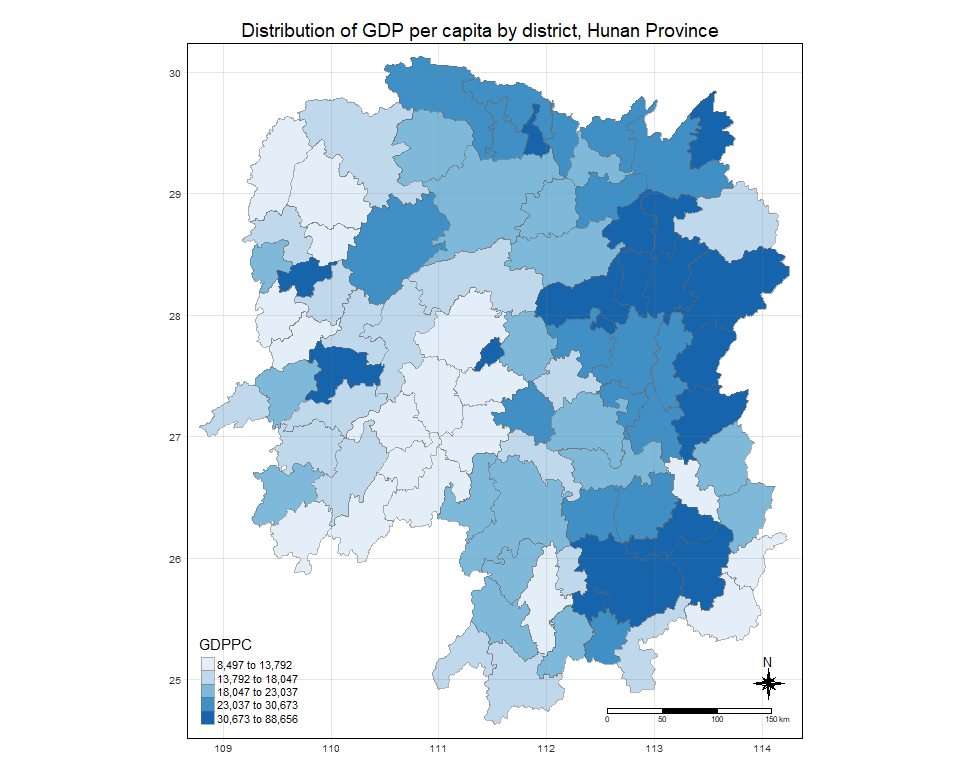 Distribution of GDP per capita by district, Hunan Province
30
29
28
27
26
25
GDPPC
8,497 to 13,792
13,792 to 18,047
18,047 to 23,037
23,037 to 30,673
30,673 to 88,656
N
0 50 100 150 km
109 110 111 112 113 114